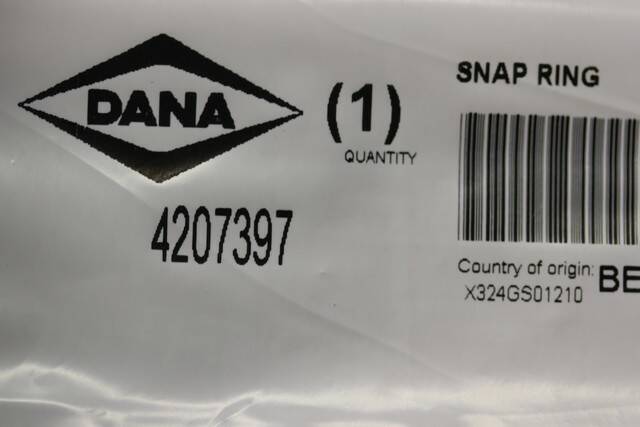 DANA
(1)
QUANTITY
4207397
SNAP RING
Country of origin: BE
X324GS01210